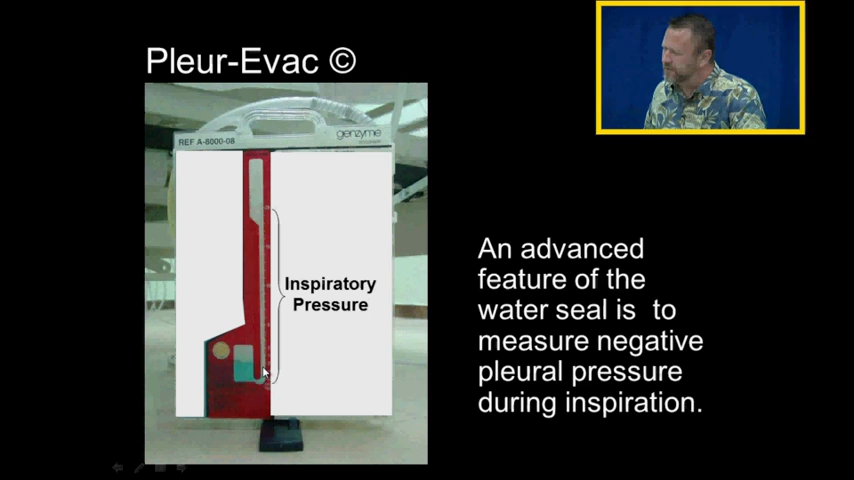 Pleur-Evac ©
REF A-8000-08
genzyme
Inspiratory
Pressure
An advanced
feature of the
water seal is to
measure negative
pleural pressure
during inspiration.